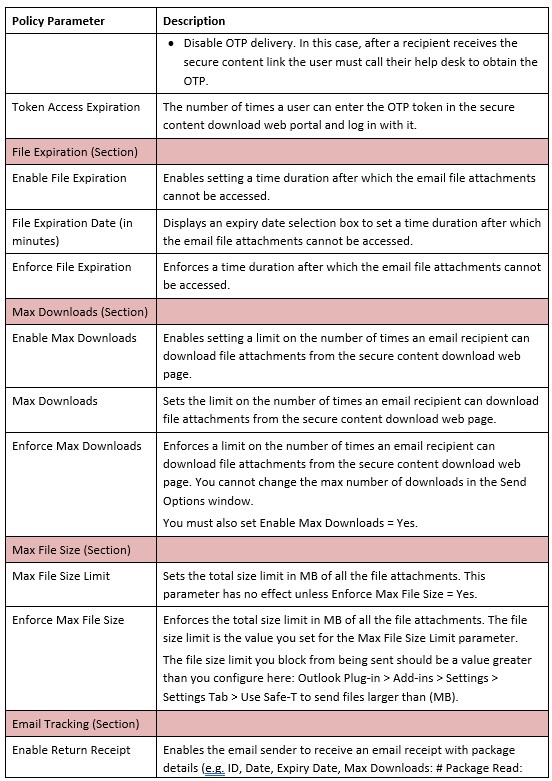 Policy Parameter Description
• Disable OTP delivery. In this case, after a recipient receives the
secure content link the user must call their help desk to obtain the
OTP.
Token Access Expiration The number of times a user can enter the OTP token in the secure
content download web portal and log in with it.
File Expiration (Section)
Enable File Expiration Enables setting a time duration after which the email file attachments
cannot be accessed.
File Expiration Date (in Displays an expiry date selection box to set a time duration after which
minutes) the email file attachments cannot be accessed.
Enforce File Expiration Enforces a time duration after which the email file attachments cannot
be accessed.
Max Downloads (Section)
Enable Max Downloads Enables setting a limit on the number of times an email recipient can
download file attachments from the secure content download web
page.
Max Downloads Sets the limit on the number of times an email recipient can download
file attachments from the secure content download web page.
Enforce Max Downloads Enforces a limit on the number of times an email recipient can
download file attachments from the secure content download web
page. You cannot change the max number of downloads in the Send
Options window.
You must also set Enable Max Downloads = Yes.
Max File Size (Section)
Max File Size Limit Sets the total size limit in MB of all the file attachments. This
parameter has no effect unless Enforce Max File Size = Yes.
Enforce Max File Size Enforces the total size limit in MB of all the file attachments. The file
size limit is the value you set for the Max File Size Limit parameter.
The file size limit you block from being sent should be a value greater
than you configure here: Outlook Plug-in > Add-ins > Settings >
Settings Tab > Use Safe-T to send files larger than (MB).
Email Tracking (Section)
Enable Return Receipt Enables the email sender to receive an email receipt with package
details (e.g. ID, Date, Expiry Date, Max Downloads: # Package Read: